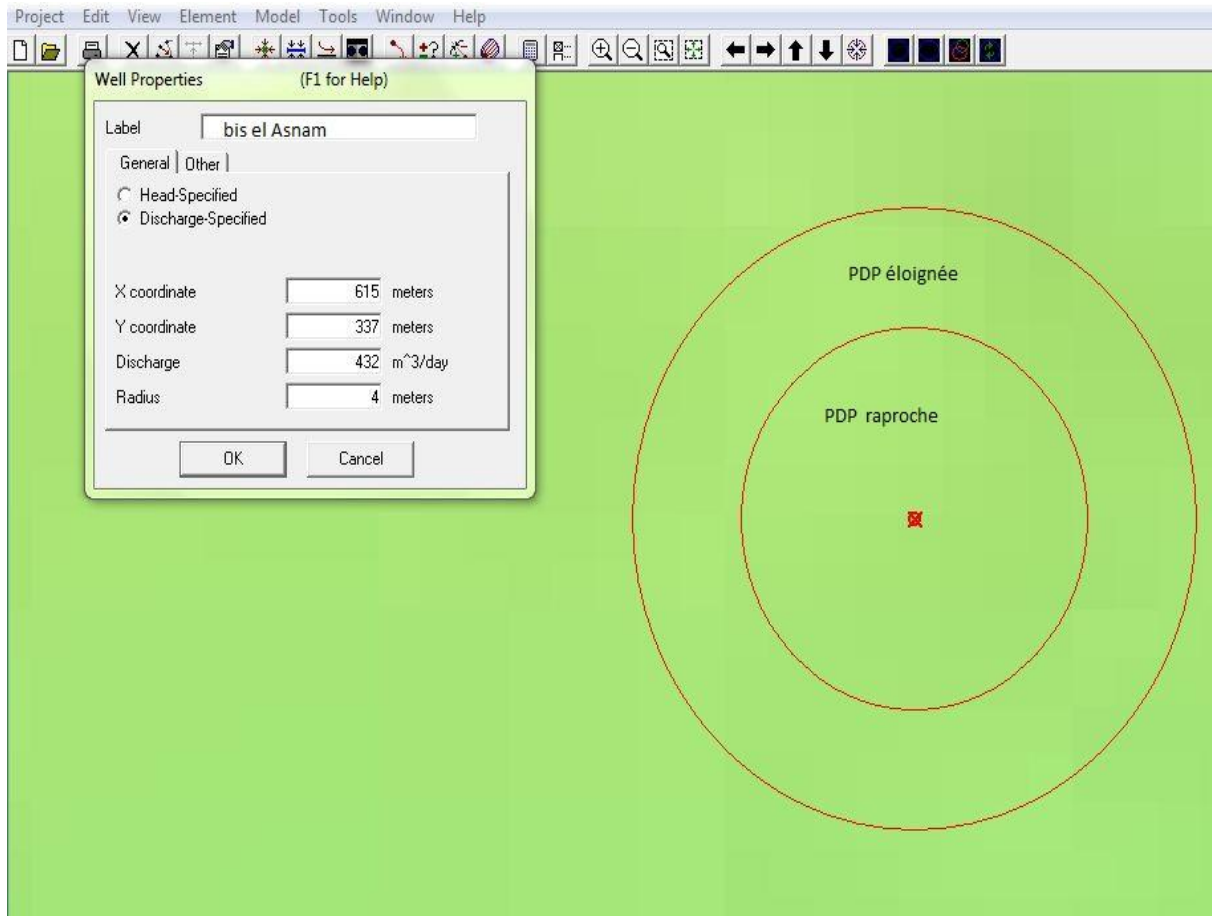 Project Edit View Element Model Tools Window Help
Well Properties (F1 for Help)
Label bis el Asnam
General Other
Head-Specified
Discharge-Specified
X coordinate 615 meters
Y coordinate 337 meters
Discharge 432 m^3/day
Radius 4 meters
OK Cancel
PDP éloignée
PDP raproche